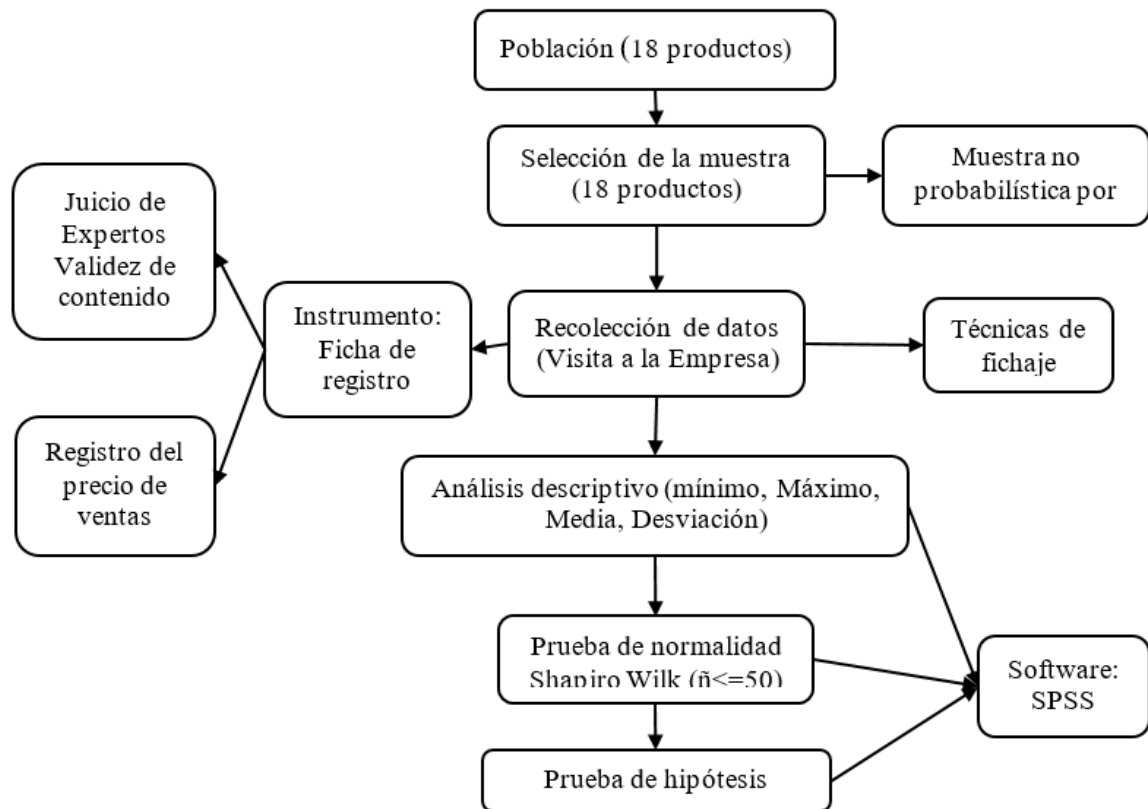 Población (18 productos)
Selección de la muestra
(18 productos)
Muestra no
probabilística por
Juicio de
Expertos
Validez de
contenido
Instrumento:
Ficha de
registro
Recolección de datos
(Visita a la Empresa)
Técnicas de
fichaje
Registro del
precio de
ventas
Análisis descriptivo (mínimo, Máximo,
Media, Desviación)
Prueba de normalidad
Shapiro Wilk (ñ<=50)
Software:
SPSS
Prueba de hipótesis